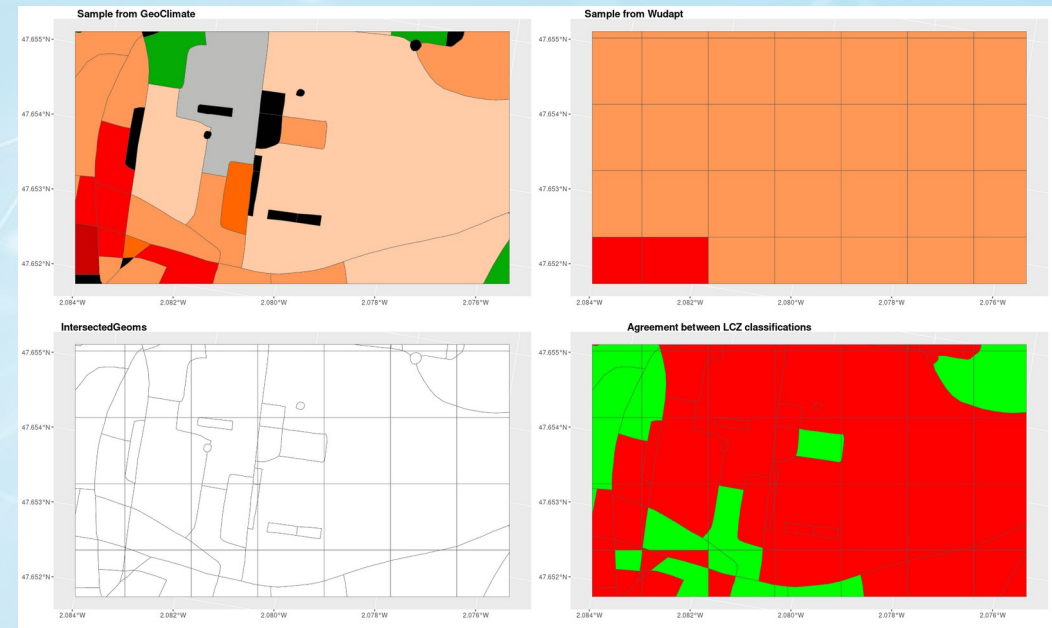 Sample from GeoClimate
47.655°N
47.654°N
47.653°N
47.652°N
2.084°W 2.082°W 2.080°W 2.078°W 2.076°W
Sample from Wudapt
47.655°N
47.654°N
47.653°N
47.652°N
2.084°W 2.082°W 2.080°W 2.078°W 2.076°W
IntersectedGeoms
47.655°N
47.654°N
47.653°N
47.652°N
2.084°W 2.082°W 2.080°W 2.078°W 2.076°W
Agreement between LCZ classifications
47.655°N
47.654°N
47.653°N
47.652°N
2.084°W 2.082°W 2.080°W 2.078°W 2.076°W